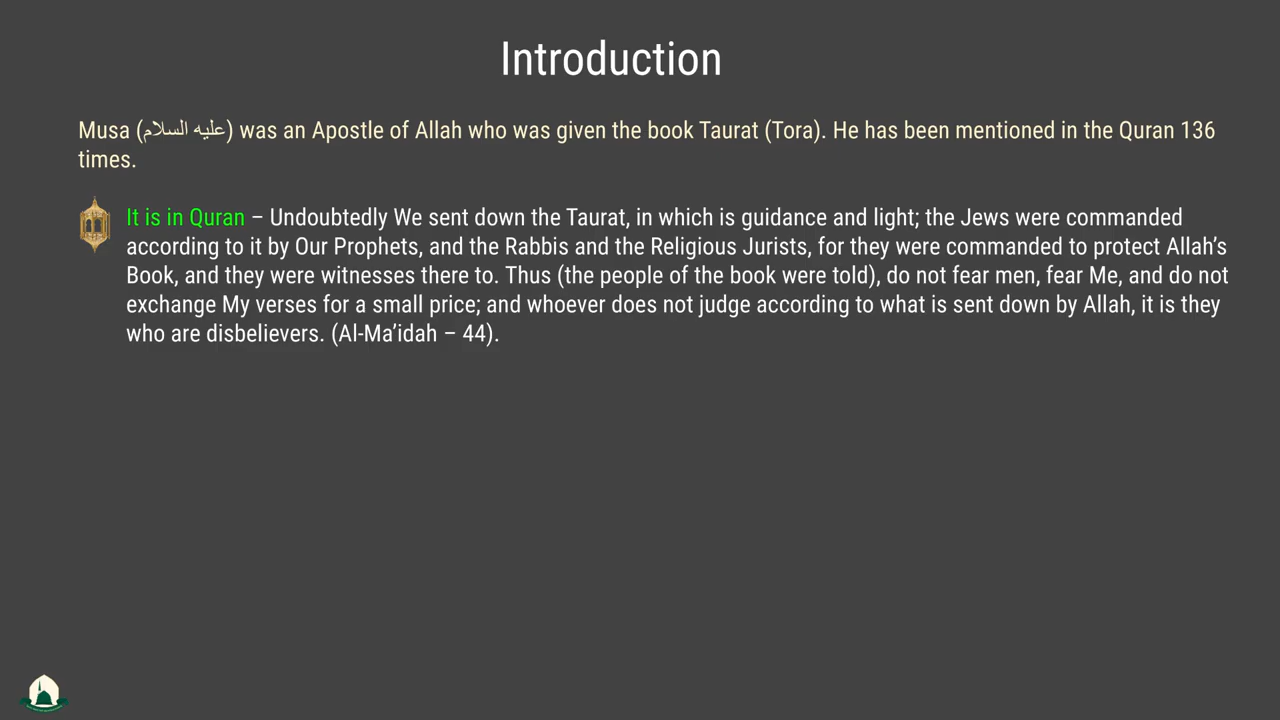 Introduction
Musa (عليه السلام) was an Apostle of Allah who was given the book Taurat (Tora). He has been mentioned in the Quran 136
times.
It is in Quran – Undoubtedly We sent down the Taurat, in which is guidance and light; the Jews were commanded
according to it by Our Prophets, and the Rabbis and the Religious Jurists, for they were commanded to protect Allah’s
Book, and they were witnesses there to. Thus (the people of the book were told), do not fear men, fear Me, and do not
exchange My verses for a small price; and whoever does not judge according to what is sent down by Allah, it is they
who are disbelievers. (Al-Ma’idah – 44).